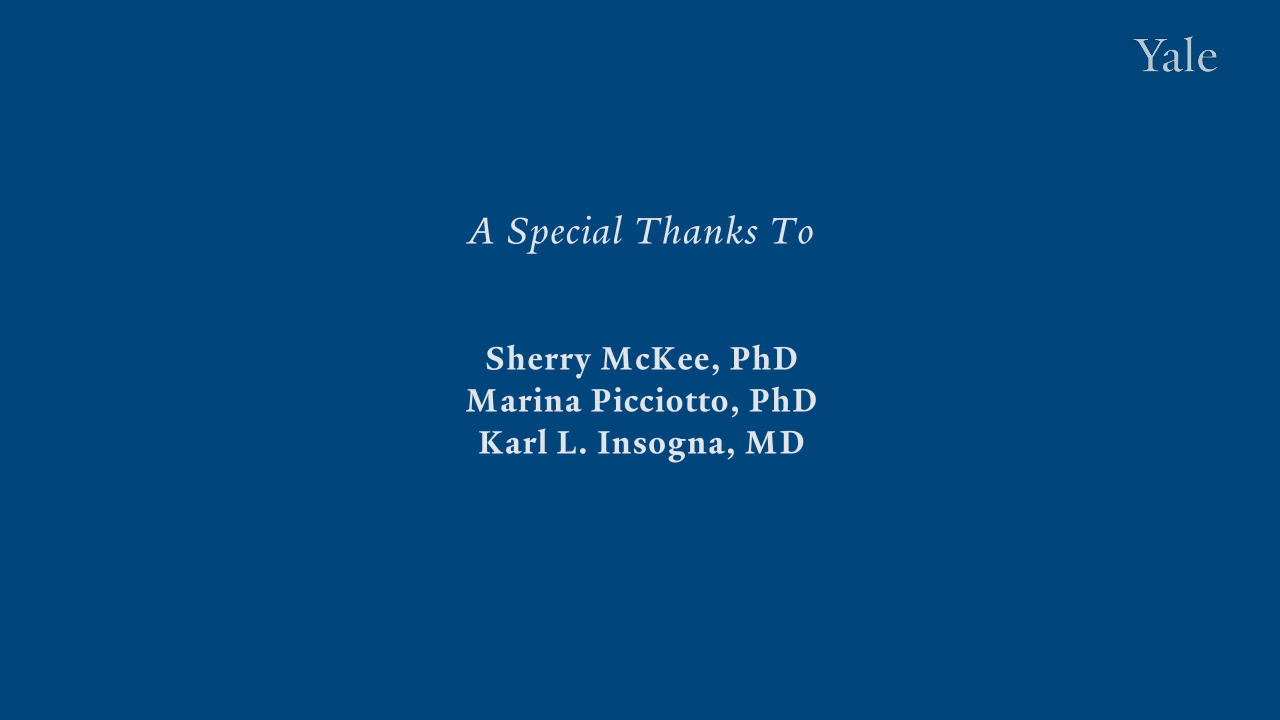 Yale
A Special Thanks To
Sherry McKee, PhD
Marina Picciotto, PhD
Karl L. Insogna, MD